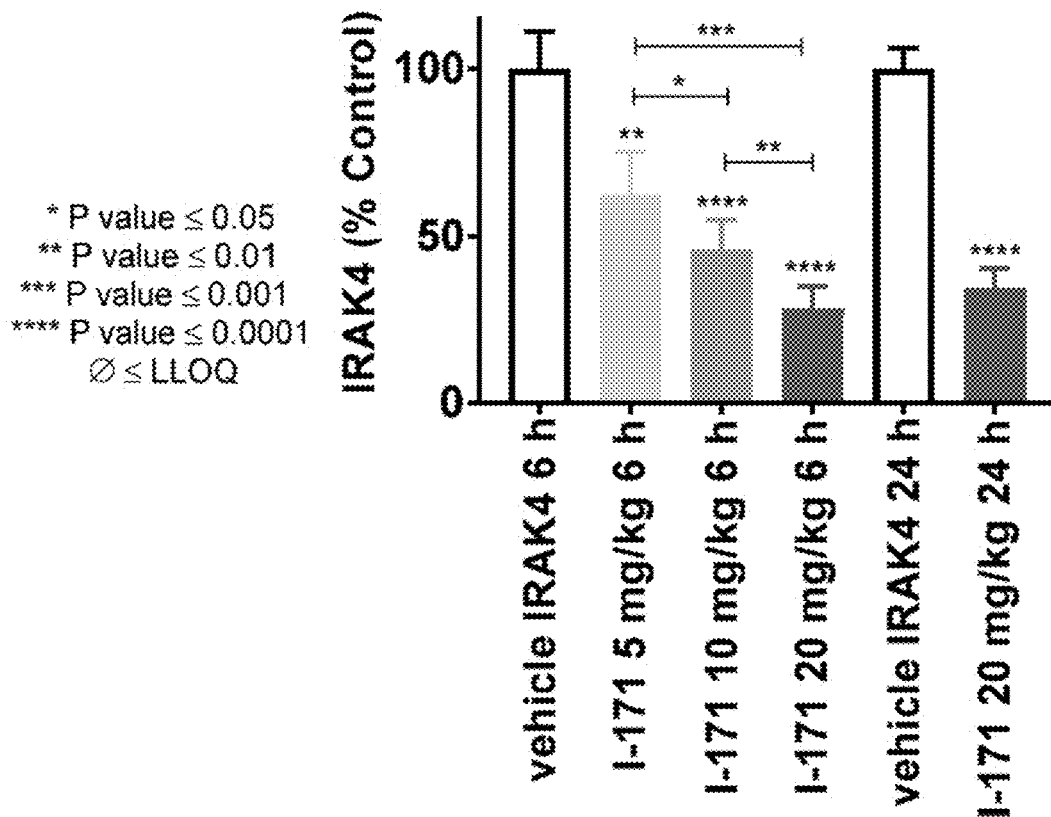 * P value ≤ 0.05
** P value ≤ 0.01
*** P value ≤ 0.001
**** P value ≤ 0.0001
∅ ≤ LLOQ
IRAK4 (% Control)
100
50
0
***
*
**
**
****
****
****
vehicle IRAK4 6 h
I-171 5 mg/kg 6 h
I-171 10 mg/kg 6 h
I-171 20 mg/kg 6 h
vehicle IRAK4 24 h
I-171 20 mg/kg 24 h